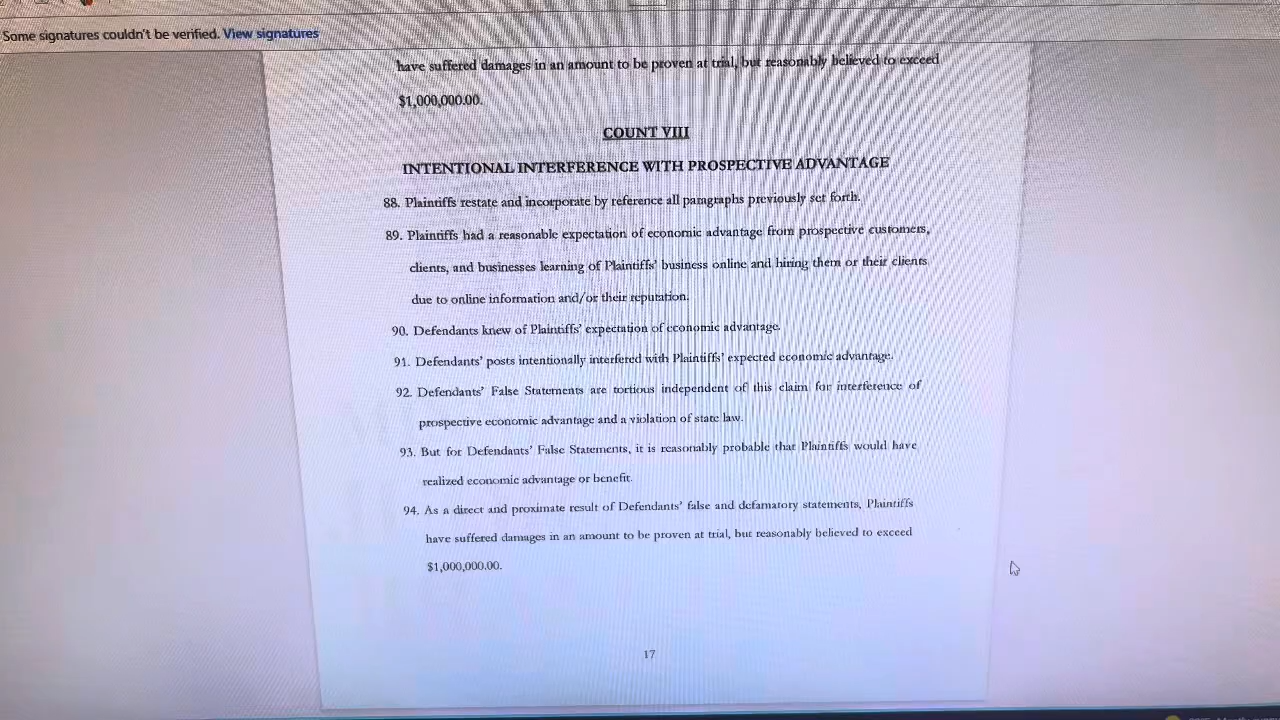 Some signatures couldn't be verified. View signatures
have suffered damages in an amount to be proven at trial, but reasonably believed to exceed
$1,000,000.00.
COUNT VIII
INTENTIONAL INTERFERENCE WITH PROSPECTIVE ADVANTAGE
88. Plaintiffs restate and incorporate by reference all paragraphs previously set forth.
89. Plaintiffs had a reasonable expectation of economic advantage from prospective customers,
clients, and businesses learning of Plaintiffs' business online and hiring them or their clients
due to online information and/or their reputation.
90. Defendants knew of Plaintiffs' expectation of economic advantage.
91. Defendants' posts intentionally interfered with Plaintiffs' expected economic advantage.
92. Defendants' False Statements are tortious independent of this claim for interference of
prospective economic advantage and a violation of state law.
93. But for Defendants' False Statements, it is reasonably probable that Plaintiffs would have
realized economic advantage or benefit.
94. As a direct and proximate result of Defendants' false and defamatory statements, Plaintiffs
have suffered damages in an amount to be proven at trial, but reasonably believed to exceed
$1,000,000.00.
17